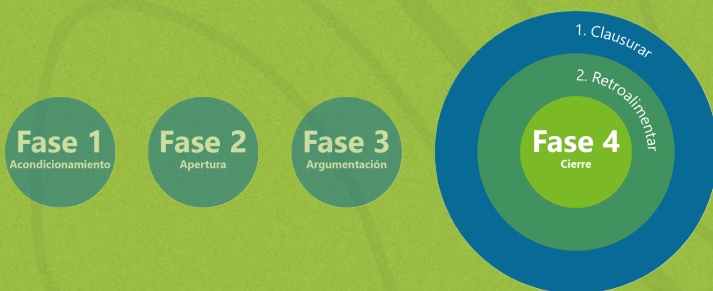 Fase 1
Acondicionamiento
Fase 2
Apertura
Fase 3
Argumentación
1. Clausurar
2. Retroalimentar
Fase 4
Cierre